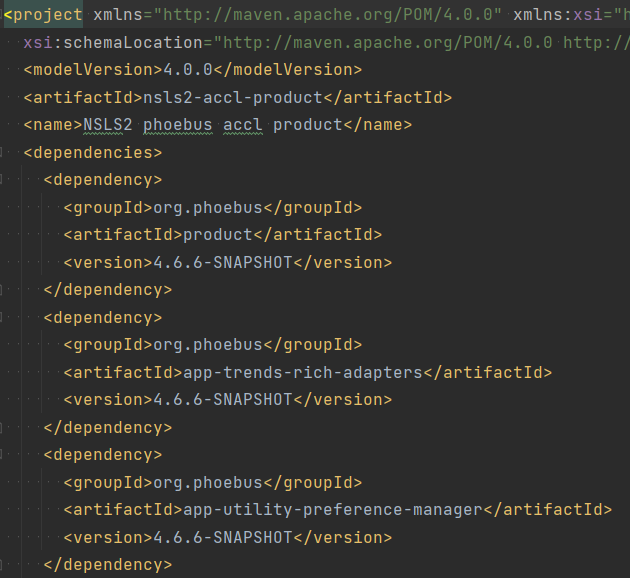 <project xmlns="http://maven.apache.org/POM/4.0.0" xmlns:xsi="h
xsi:schemaLocation="http://maven.apache.org/POM/4.0.0 http://
<modelVersion>4.0.0</modelVersion>
<artifactId>nsls2-accl-product</artifactId>
<name>NSLS2 phoebus accl product</name>
<dependencies>
<dependency>
<groupId>org.phoebus</groupId>
<artifactId>product</artifactId>
<version>4.6.6-SNAPSHOT</version>
</dependency>
<dependency>
<groupId>org.phoebus</groupId>
<artifactId>app-trends-rich-adapters</artifactId>
<version>4.6.6-SNAPSHOT</version>
</dependency>
<dependency>
<groupId>org.phoebus</groupId>
<artifactId>app-utility-preference-manager</artifactId>
<version>4.6.6-SNAPSHOT</version>
</dependency>